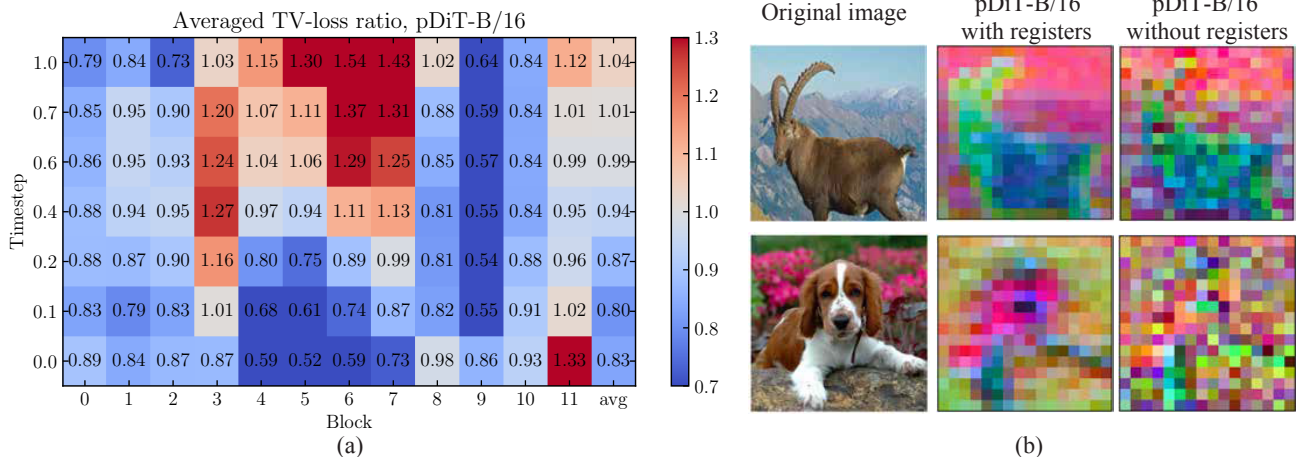 Averaged TV-loss ratio, pDiT-B/16
Timestep
1.0 0.79 0.84 0.73 1.03 1.15 1.30 1.54 1.43 1.02 0.64 0.84 1.12 1.04
0.7 0.85 0.95 0.90 1.20 1.07 1.11 1.37 1.31 0.88 0.59 0.84 1.01 1.01
0.6 0.86 0.95 0.93 1.24 1.04 1.06 1.29 1.25 0.85 0.57 0.84 0.99 0.99
0.4 0.88 0.94 0.95 1.27 0.97 0.94 1.11 1.13 0.81 0.55 0.84 0.95 0.94
0.2 0.88 0.87 0.90 1.16 0.80 0.75 0.89 0.99 0.81 0.54 0.88 0.96 0.87
0.1 0.83 0.79 0.83 1.01 0.68 0.61 0.74 0.87 0.82 0.55 0.91 1.02 0.80
0.0 0.89 0.84 0.87 0.87 0.59 0.52 0.59 0.73 0.98 0.86 0.93 1.33 0.83
0 1 2 3 4 5 6 7 8 9 10 11 avg
Block
1.3
1.2
1.1
1.0
0.9
0.8
0.7
(a)
Original image
pDiT-B/16
with registers
pDiT-B/16
without registers
(b)